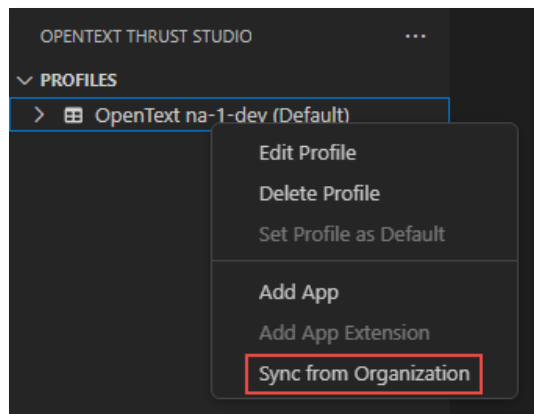 OPENTEXT THRUST STUDIO
PROFILES
OpenText na-1-dev (Default)
Edit Profile
Delete Profile
Set Profile as Default
Add App
Add App Extension
Sync from Organization